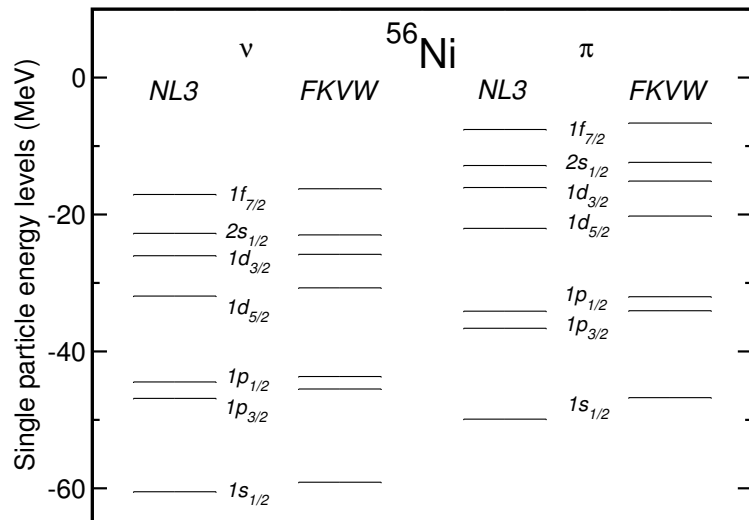 ν ⁵⁶Ni π
NL3 FKVW NL3 FKVW
0
-20
-40
-60
Single particle energy levels (MeV)
1f7/2
2s1/2
1d3/2
1d5/2
1p1/2
1p3/2
1s1/2
1f7/2
2s1/2
1d3/2
1d5/2
1p1/2
1p3/2
1s1/2